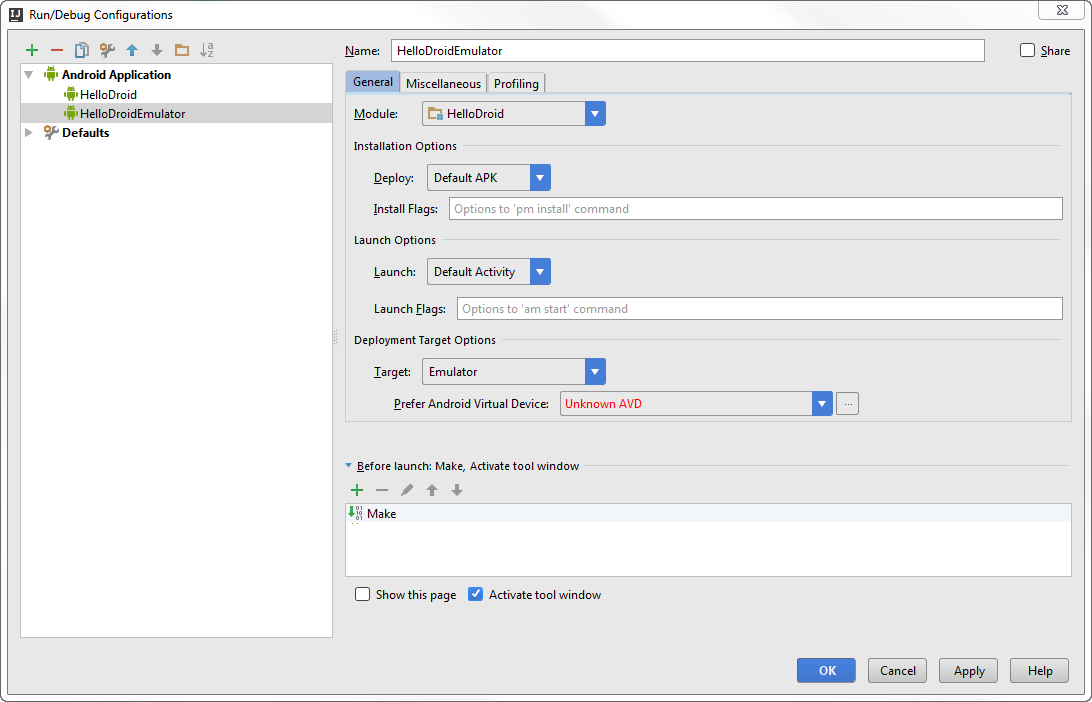 Run/Debug Configurations
Name: HelloDroidEmulator Share
Android Application
HelloDroid
HelloDroidEmulator
Defaults
General Miscellaneous Profiling
Module: HelloDroid
Installation Options
Deploy: Default APK
Install Flags: Options to 'pm install' command
Launch Options
Launch: Default Activity
Launch Flags: Options to 'am start' command
Deployment Target Options
Target: Emulator
Prefer Android Virtual Device: Unknown AVD ...
Before launch: Make, Activate tool window
Make
Show this page Activate tool window
OK Cancel Apply Help